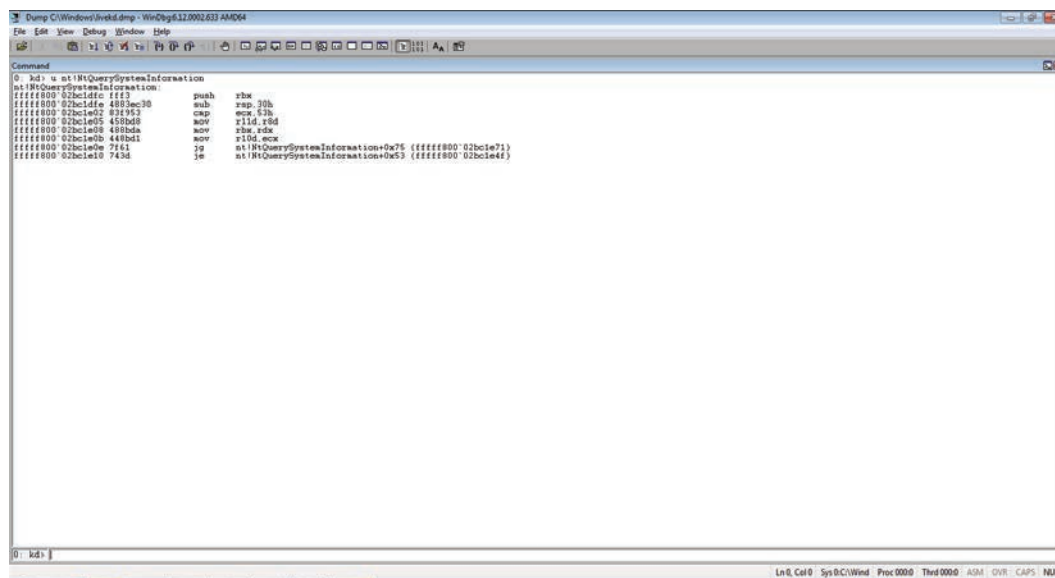 Dump C:\Windows\livekd.dmp - WinDbg:6.12.0002.633 AMD64
File Edit View Debug Window Help
Command
0: kd> u nt!NtQuerySystemInformation
nt!NtQuerySystemInformation:
fffff800`02bc1dfc fff3 push rbx
fffff800`02bc1dfe 4883ec30 sub rsp,30h
fffff800`02bc1e02 83f953 cmp ecx,53h
fffff800`02bc1e05 458bd8 mov r11d,r8d
fffff800`02bc1e08 488bda mov rbx,rdx
fffff800`02bc1e0b 448bd1 mov r10d,ecx
fffff800`02bc1e0e 7f61 jg nt!NtQuerySystemInformation+0x75 (fffff800`02bc1e71)
fffff800`02bc1e10 743d je nt!NtQuerySystemInformation+0x53 (fffff800`02bc1e4f)
0: kd>
Ln 0, Col 0 Sys 0:C:\Wind Proc 000:0 Thrd 000:0 ASM OVR CAPS NU